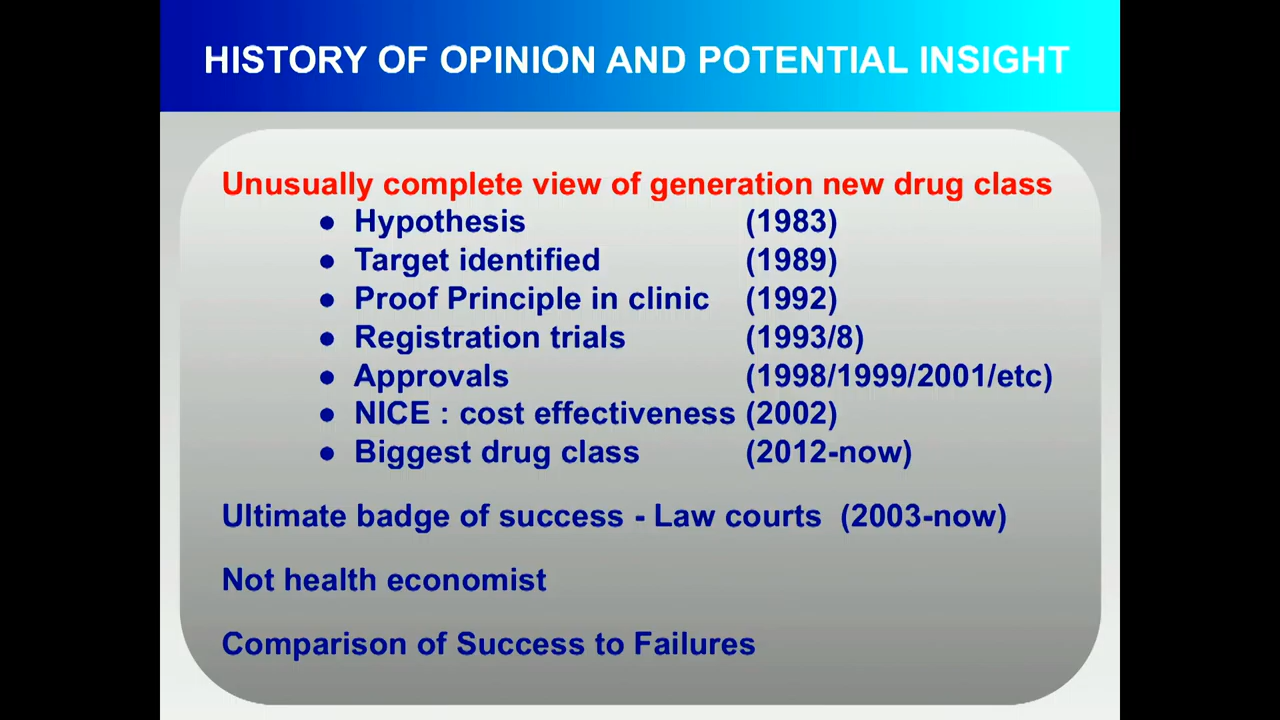 HISTORY OF OPINION AND POTENTIAL INSIGHT
Unusually complete view of generation new drug class
● Hypothesis (1983)
● Target identified (1989)
● Proof Principle in clinic (1992)
● Registration trials (1993/8)
● Approvals (1998/1999/2001/etc)
● NICE : cost effectiveness (2002)
● Biggest drug class (2012-now)
Ultimate badge of success - Law courts (2003-now)
Not health economist
Comparison of Success to Failures